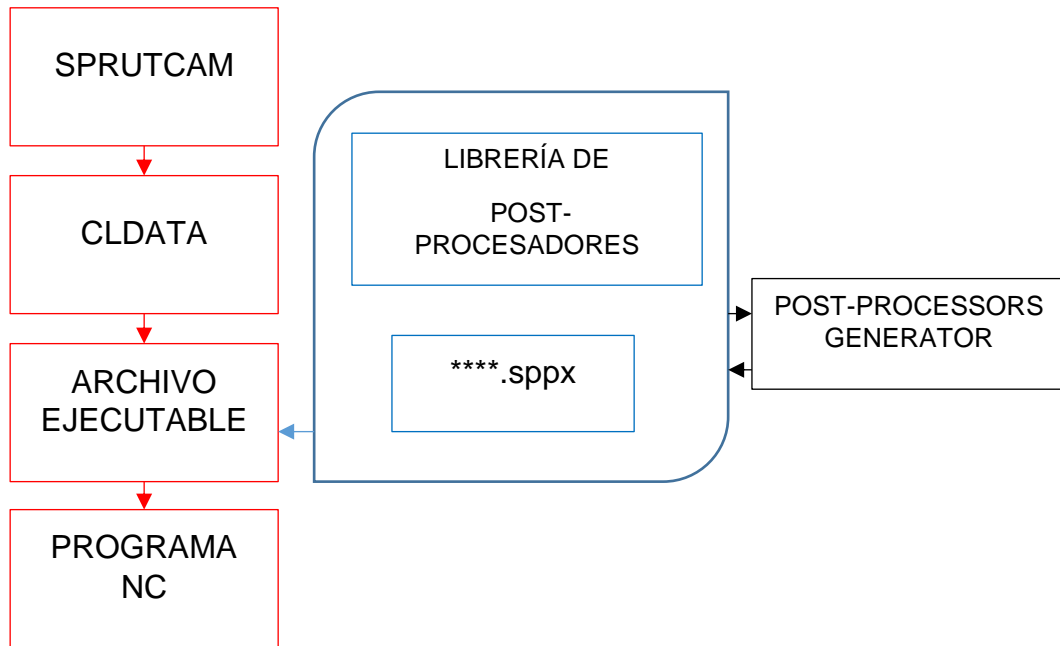 SPRUTCAM
CLDATA
ARCHIVO
EJECUTABLE
PROGRAMA
NC
LIBRERÍA DE
POST-
PROCESADORES
****.sppx
POST-PROCESSORS
GENERATOR